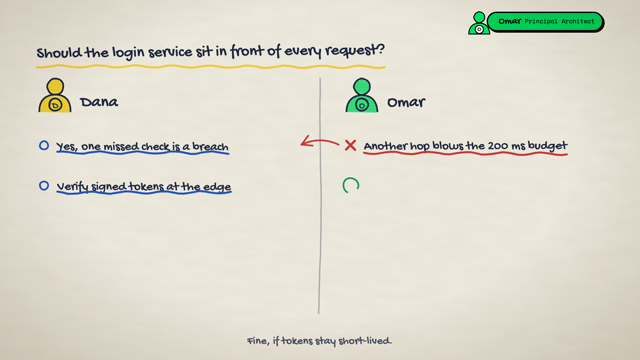 Omar Principal Architect
Should the login service sit in front of every request?
Dana
Omar
Yes, one missed check is a breach
Another hop blows the 200 ms budget
Verify signed tokens at the edge
Fine, if tokens stay short-lived.